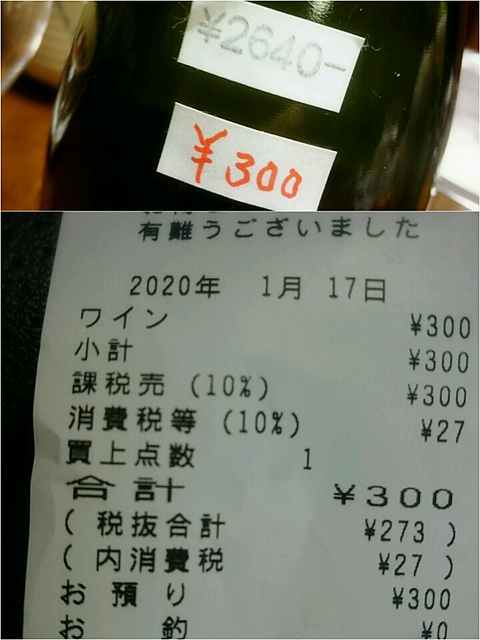 ¥2640-
¥300
有難うございました
2020年 1月 17日
ワイン ¥300
小計 ¥300
課税売(10%) ¥300
消費税等(10%) ¥27
買上点数 1
合計 ¥300
(税抜合計 ¥273)
(内消費税 ¥27)
お預り ¥300
お釣 ¥0